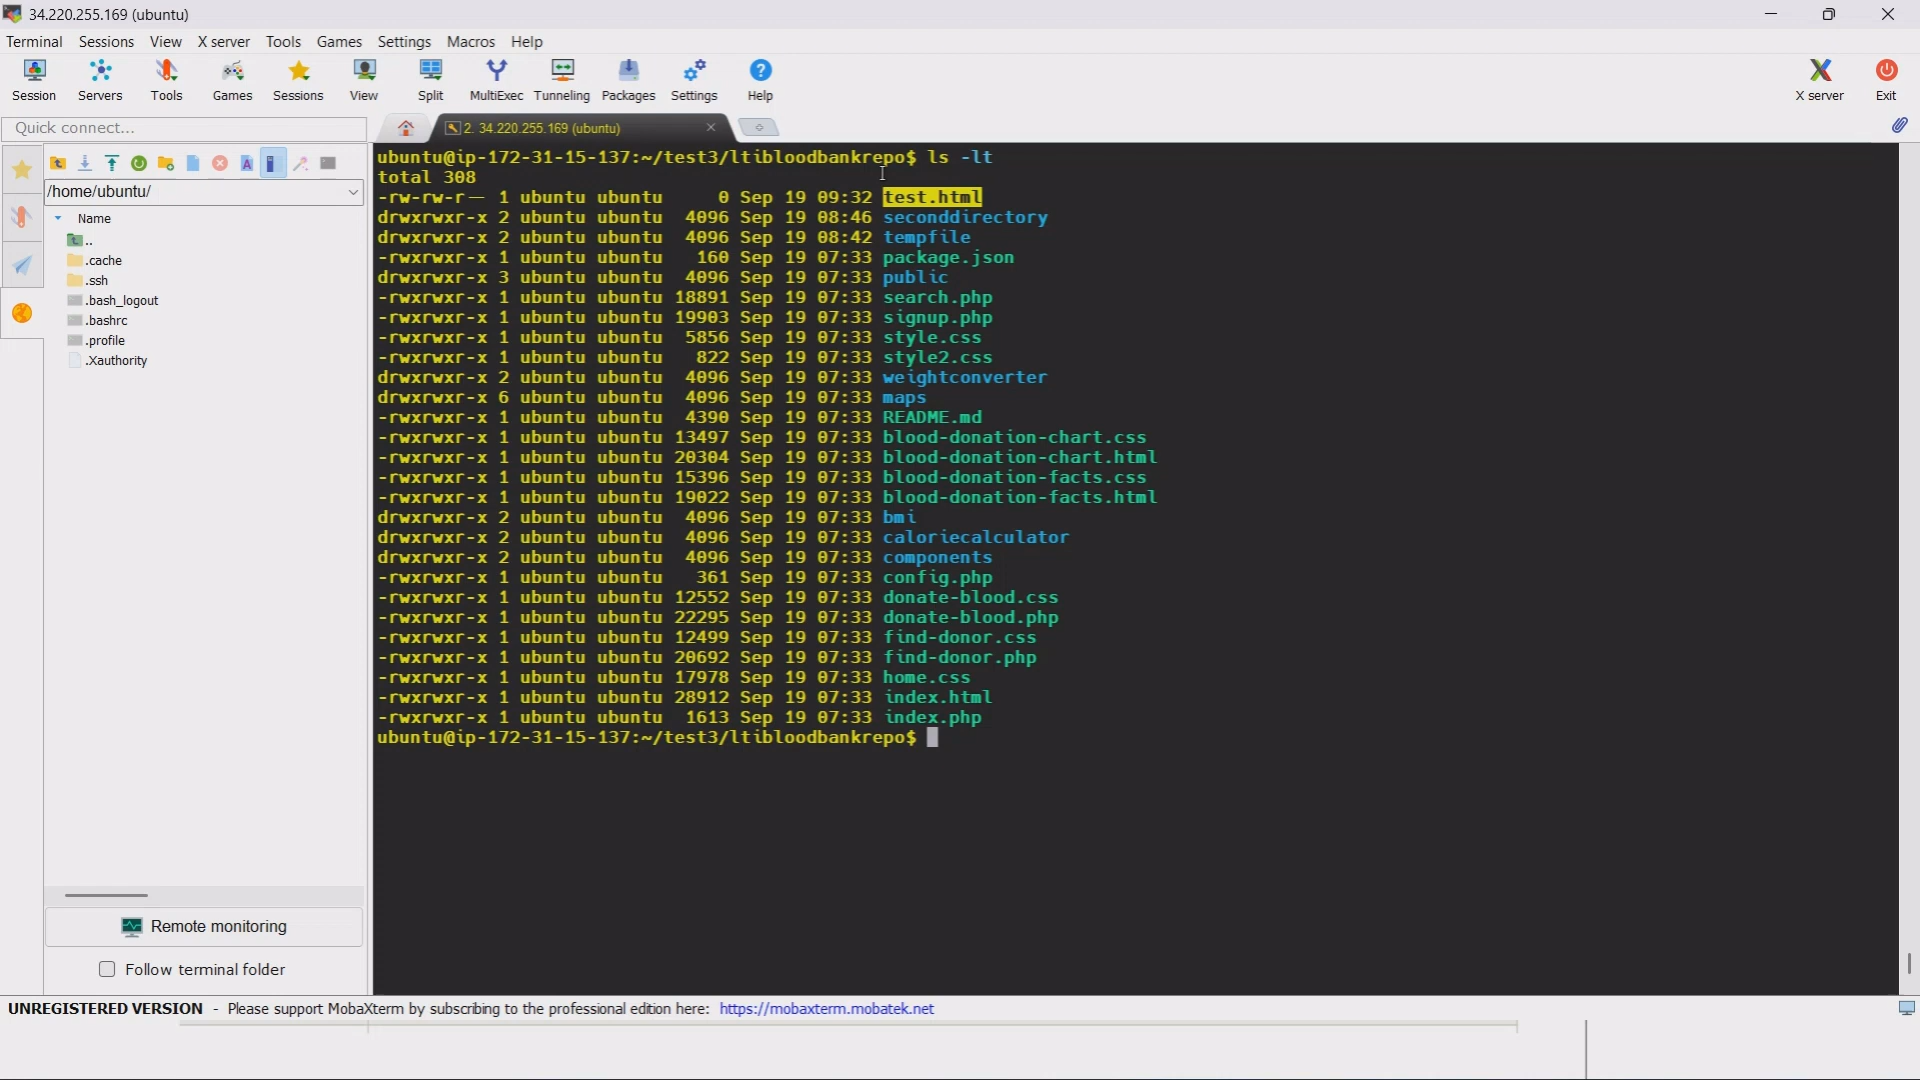 34.220.255.169 (ubuntu)
Terminal Sessions View X server Tools Games Settings Macros Help
Session Servers Tools Games Sessions View Split MultiExec Tunneling Packages Settings Help X server Exit
Quick connect...
2. 34.220.255.169 (ubuntu)
/home/ubuntu/
Name
..
.cache
.ssh
.bash_logout
.bashrc
.profile
.Xauthority
Remote monitoring
Follow terminal folder
ubuntu@ip-172-31-15-137:~/test3/ltibloodbankrepo$ ls -lt
total 308
-rw-rw-r-- 1 ubuntu ubuntu 0 Sep 19 09:32 test.html
drwxrwxr-x 2 ubuntu ubuntu 4096 Sep 19 08:46 seconddirectory
drwxrwxr-x 2 ubuntu ubuntu 4096 Sep 19 08:42 tempfile
-rwxrwxr-x 1 ubuntu ubuntu 160 Sep 19 07:33 package.json
drwxrwxr-x 3 ubuntu ubuntu 4096 Sep 19 07:33 public
-rwxrwxr-x 1 ubuntu ubuntu 18891 Sep 19 07:33 search.php
-rwxrwxr-x 1 ubuntu ubuntu 19903 Sep 19 07:33 signup.php
-rwxrwxr-x 1 ubuntu ubuntu 5856 Sep 19 07:33 style.css
-rwxrwxr-x 1 ubuntu ubuntu 822 Sep 19 07:33 style2.css
drwxrwxr-x 2 ubuntu ubuntu 4096 Sep 19 07:33 weightconverter
drwxrwxr-x 6 ubuntu ubuntu 4096 Sep 19 07:33 maps
-rwxrwxr-x 1 ubuntu ubuntu 4390 Sep 19 07:33 README.md
-rwxrwxr-x 1 ubuntu ubuntu 13497 Sep 19 07:33 blood-donation-chart.css
-rwxrwxr-x 1 ubuntu ubuntu 20304 Sep 19 07:33 blood-donation-chart.html
-rwxrwxr-x 1 ubuntu ubuntu 15396 Sep 19 07:33 blood-donation-facts.css
-rwxrwxr-x 1 ubuntu ubuntu 19022 Sep 19 07:33 blood-donation-facts.html
drwxrwxr-x 2 ubuntu ubuntu 4096 Sep 19 07:33 bmi
drwxrwxr-x 2 ubuntu ubuntu 4096 Sep 19 07:33 caloriecalculator
drwxrwxr-x 2 ubuntu ubuntu 4096 Sep 19 07:33 components
-rwxrwxr-x 1 ubuntu ubuntu 361 Sep 19 07:33 config.php
-rwxrwxr-x 1 ubuntu ubuntu 12552 Sep 19 07:33 donate-blood.css
-rwxrwxr-x 1 ubuntu ubuntu 22295 Sep 19 07:33 donate-blood.php
-rwxrwxr-x 1 ubuntu ubuntu 12499 Sep 19 07:33 find-donor.css
-rwxrwxr-x 1 ubuntu ubuntu 20692 Sep 19 07:33 find-donor.php
-rwxrwxr-x 1 ubuntu ubuntu 17978 Sep 19 07:33 home.css
-rwxrwxr-x 1 ubuntu ubuntu 28912 Sep 19 07:33 index.html
-rwxrwxr-x 1 ubuntu ubuntu 1613 Sep 19 07:33 index.php
ubuntu@ip-172-31-15-137:~/test3/ltibloodbankrepo$
UNREGISTERED VERSION - Please support MobaXterm by subscribing to the professional edition here: https://mobaxterm.mobatek.net